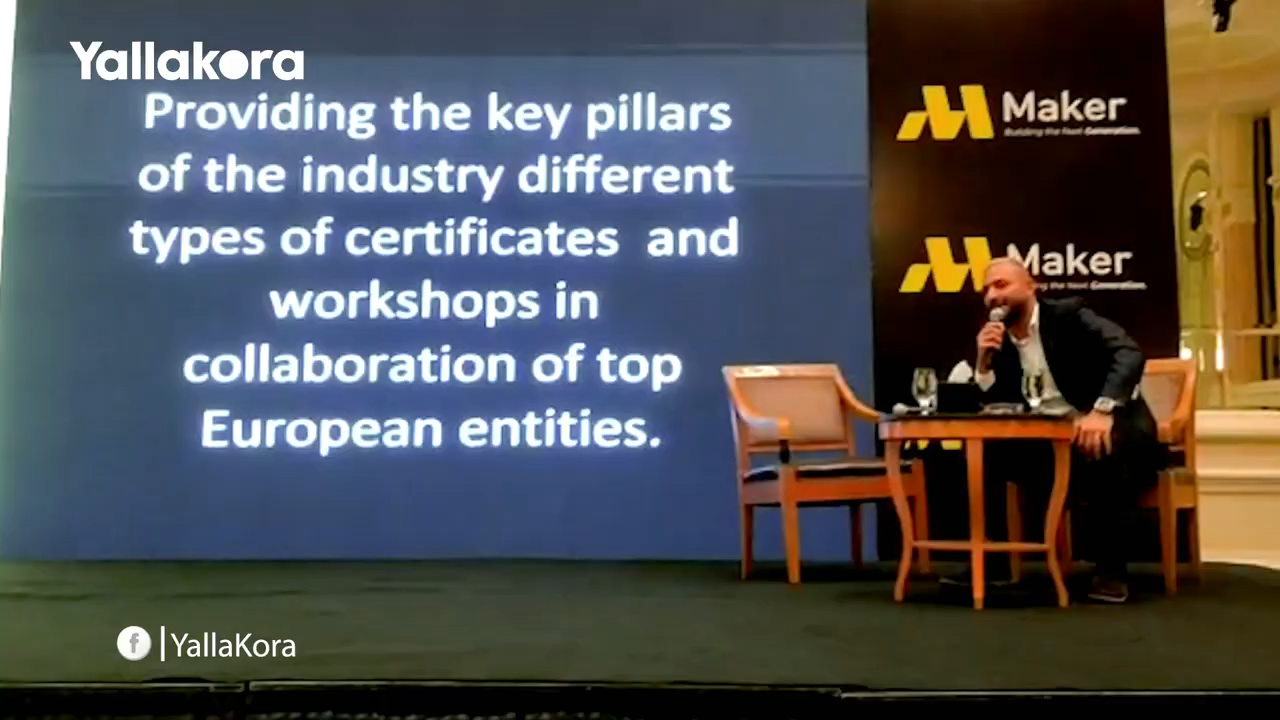 Yallakora
Providing the key pillars
of the industry different
types of certificates and
workshops in
collaboration of top
European entities.
Maker
Building the Next Generation.
Maker
the Next Generation.
f | YallaKora